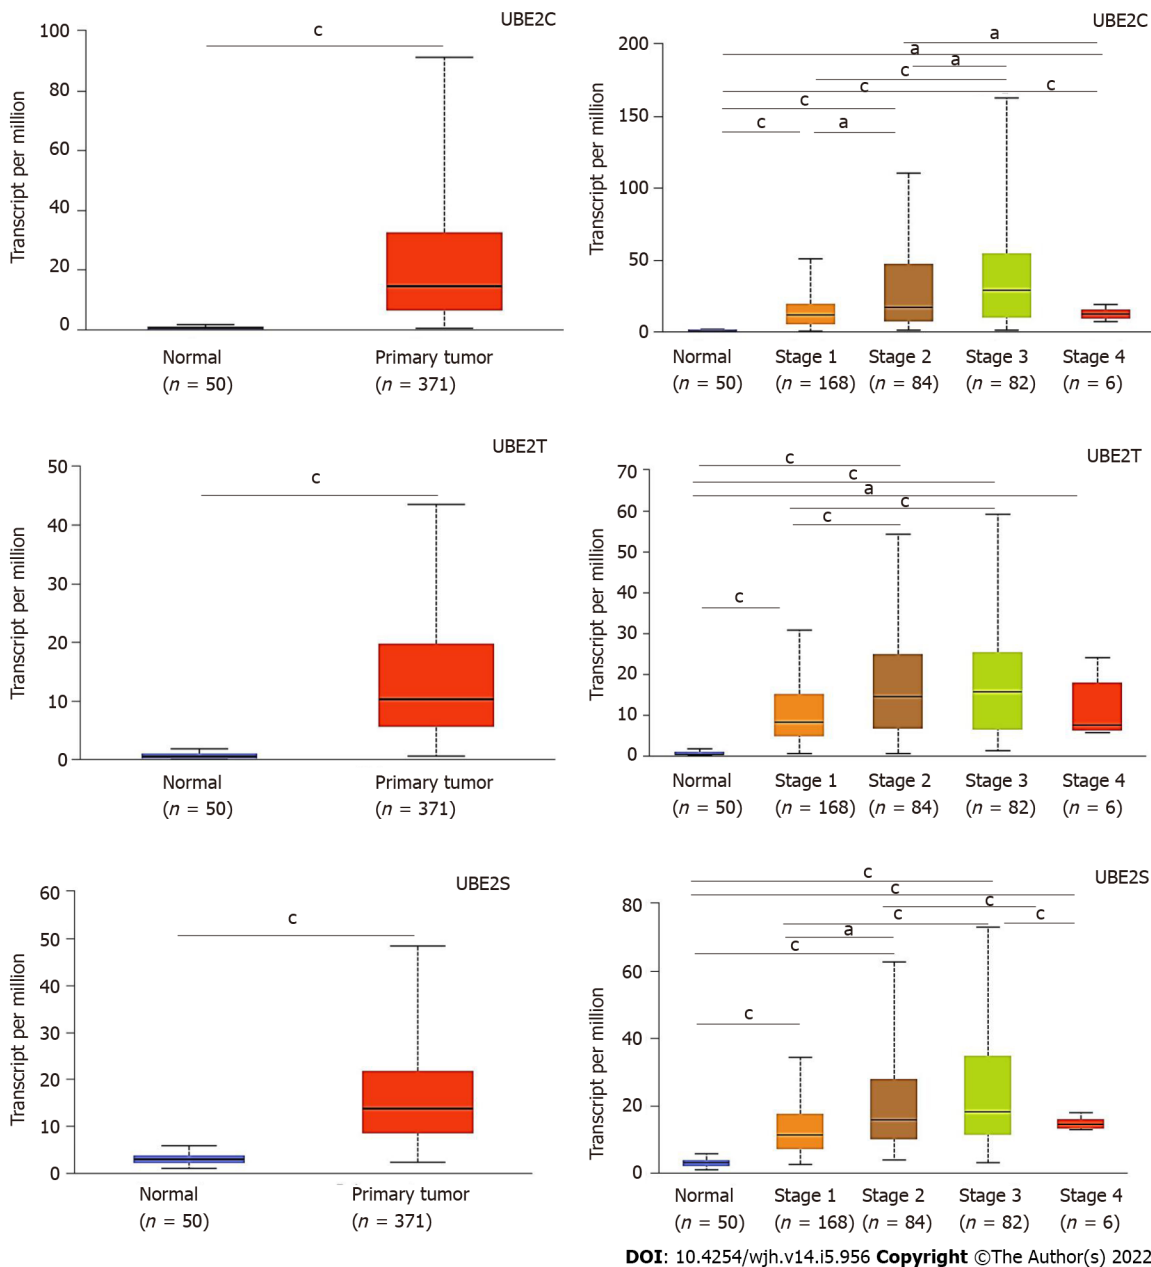 UBE2C
c
Transcript per million
100
80
60
40
20
0
Normal
Primary tumor
(n = 50)
(n = 371)
UBE2C
a
a
a
c
c
c
c
c
a
Transcript per million
200
150
100
50
0
Normal
Stage 1
Stage 2
Stage 3
Stage 4
(n = 50)
(n = 168)
(n = 84)
(n = 82)
(n = 6)
UBE2T
c
Transcript per million
50
40
30
20
10
0
Normal
Primary tumor
(n = 50)
(n = 371)
UBE2T
c
c
a
c
c
c
Transcript per million
70
60
50
40
30
20
10
0
Normal
Stage 1
Stage 2
Stage 3
Stage 4
(n = 50)
(n = 168)
(n = 84)
(n = 82)
(n = 6)
UBE2S
c
Transcript per million
60
50
40
30
20
10
0
Normal
Primary tumor
(n = 50)
(n = 371)
UBE2S
c
c
c
c
c
a
c
c
Transcript per million
80
60
40
20
0
Normal
Stage 1
Stage 2
Stage 3
Stage 4
(n = 50)
(n = 168)
(n = 84)
(n = 82)
(n = 6)
DOI: 10.4254/wjh.v14.i5.956 Copyright ©The Author(s) 2022